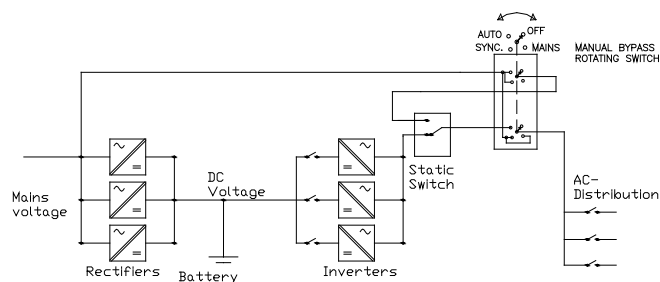 AUTO
OFF
SYNC.
MAINS
MANUAL BYPASS
ROTATING SWITCH
Mains
voltage
DC
Voltage
Static
Switch
AC-
Distribution
Rectifiers
Battery
Inverters